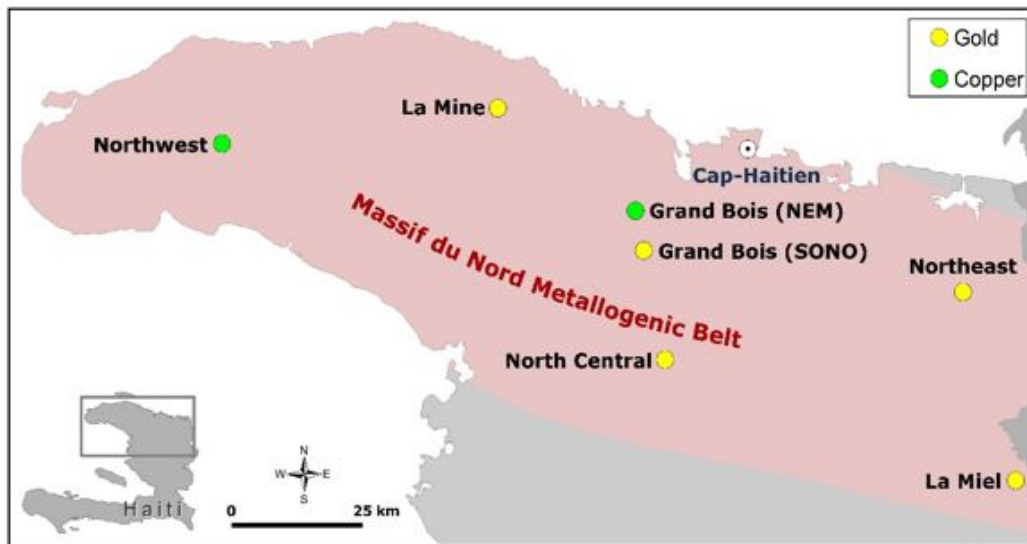 Gold
Copper
La Mine
Northwest
Cap-Haitien
Grand Bois (NEM)
Grand Bois (SONO)
Northeast
Massif du Nord Metallogenic Belt
North Central
La Miel
Haiti
N
W E
S
0 25 km